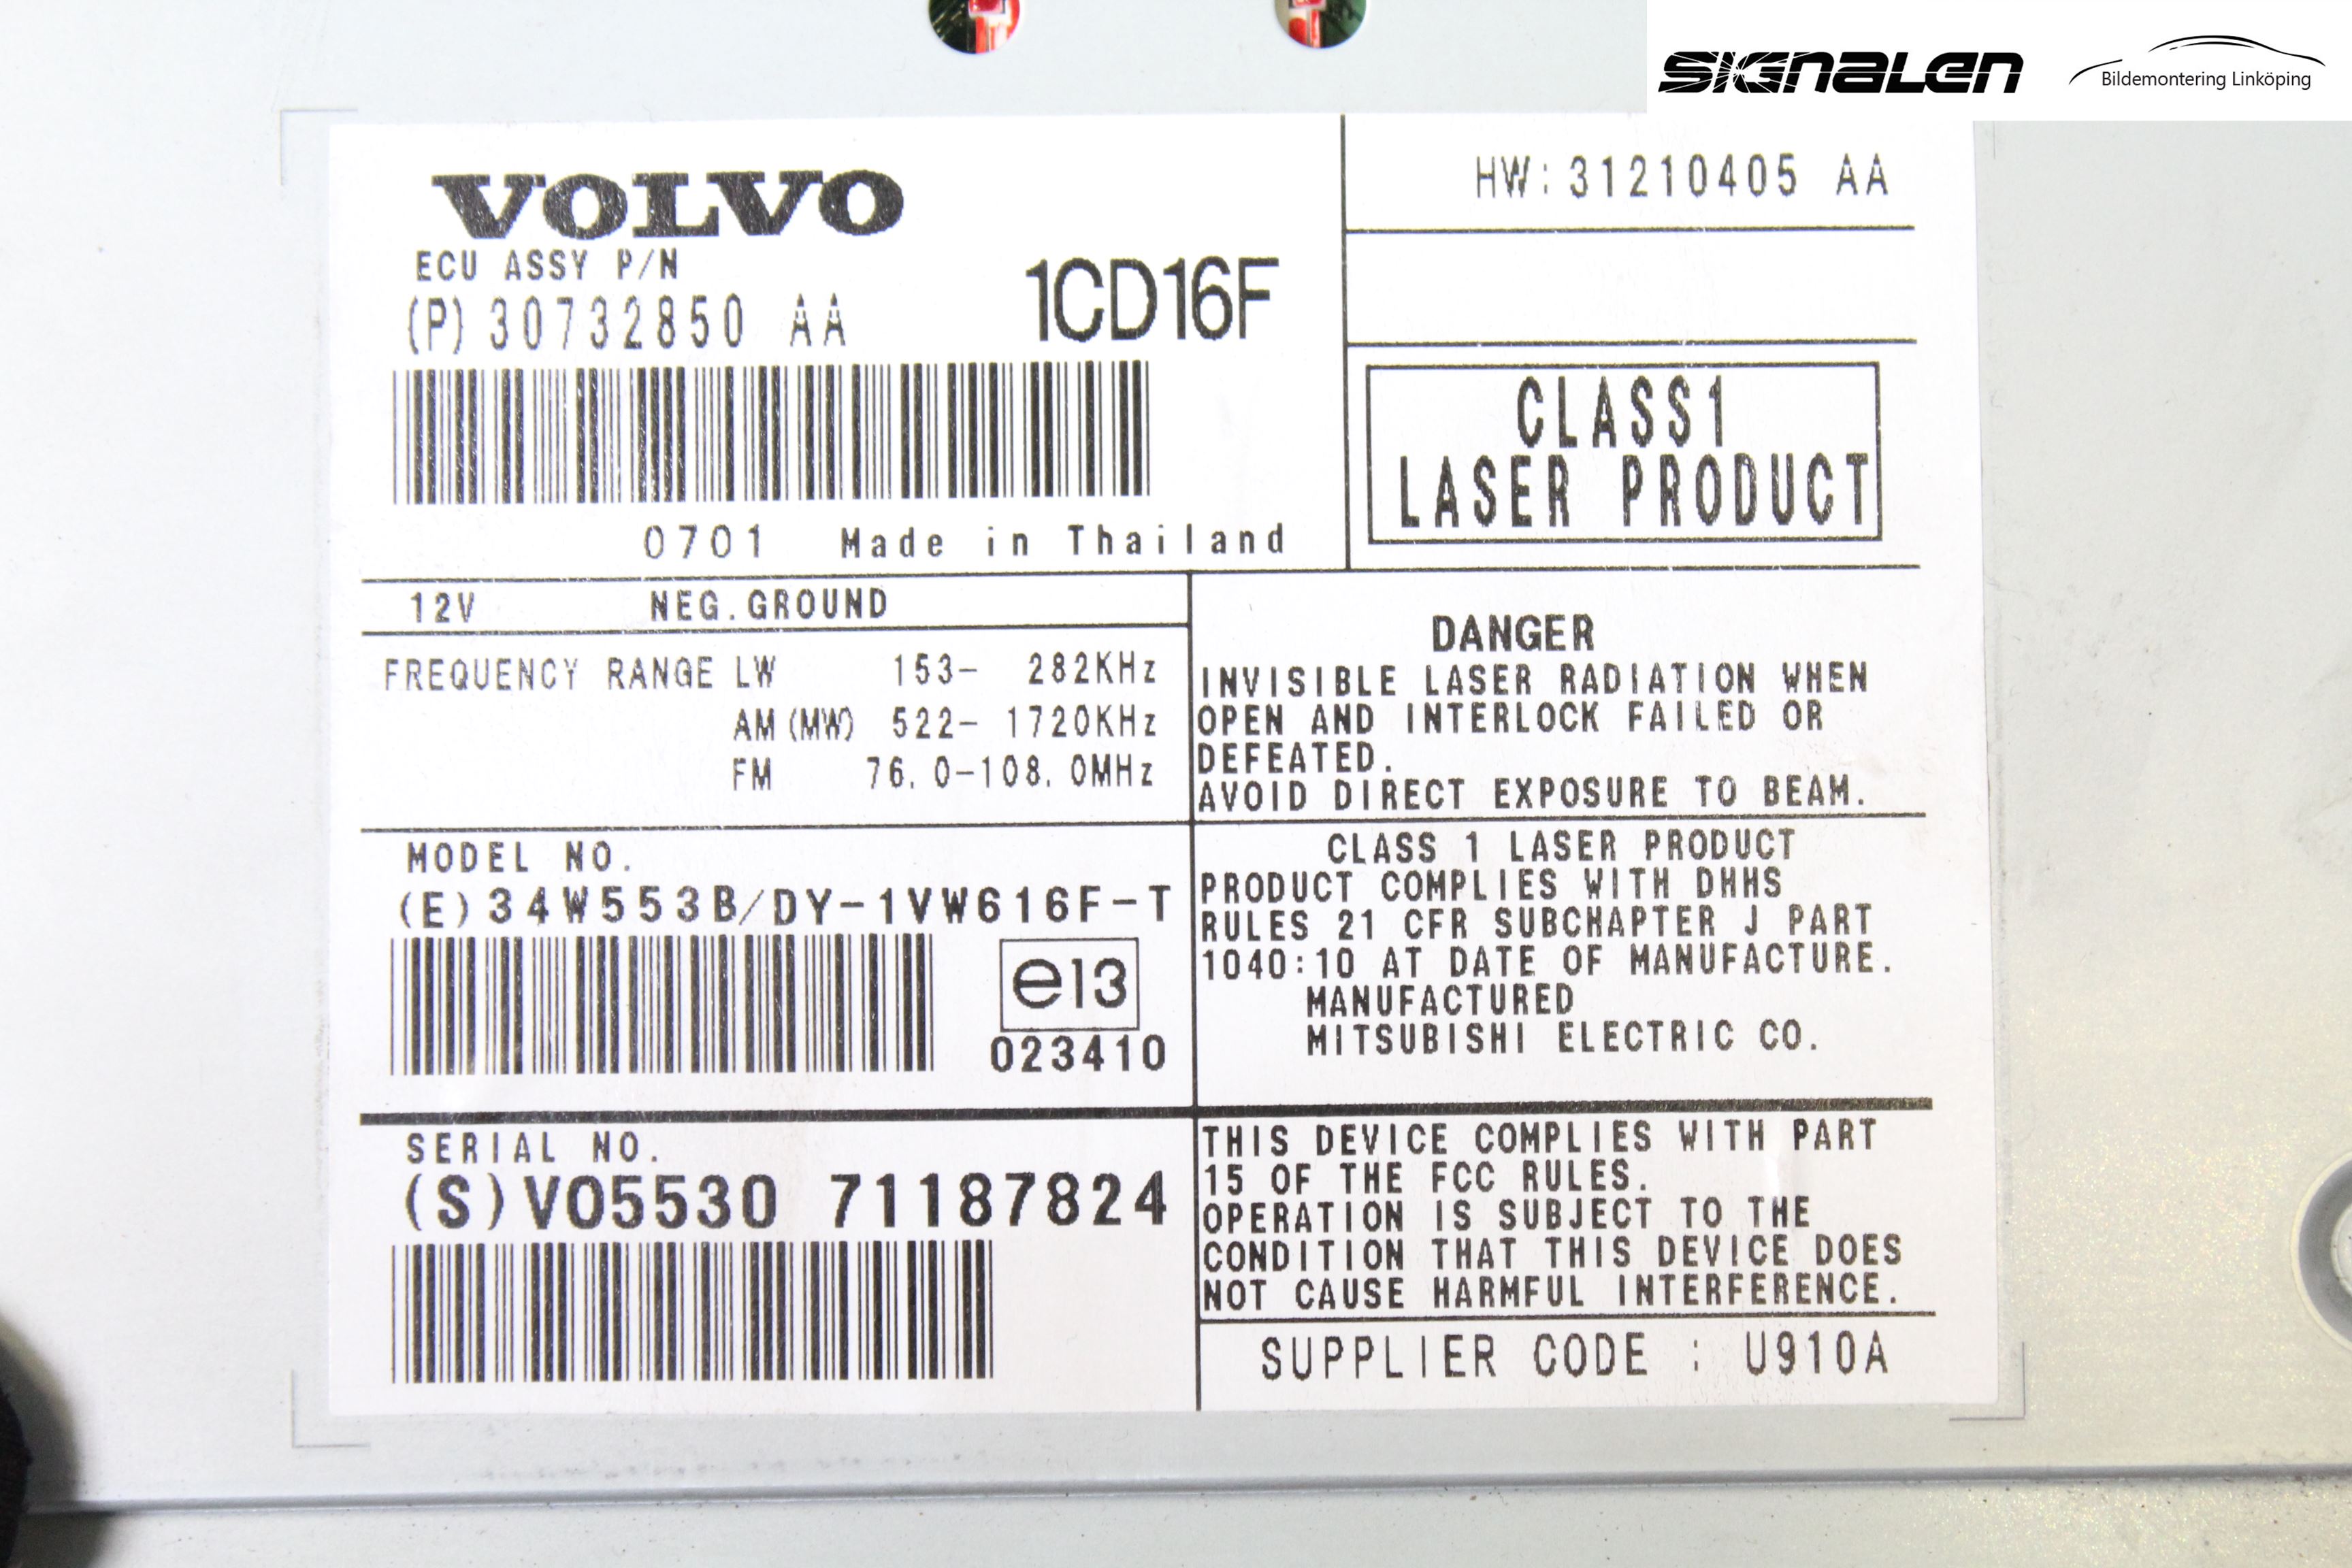 SIGNALEN
Bildemontering Linköping
VOLVO
ECU ASSY P/N
(P) 30732850 AA
1CD16F
0701 Made in Thailand
HW: 31210405 AA
CLASS1
LASER PRODUCT
12V NEG.GROUND
FREQUENCY RANGE LW 153- 282KHz
AM (MW) 522- 1720KHz
FM 76.0-108.0MHz
DANGER
INVISIBLE LASER RADIATION WHEN
OPEN AND INTERLOCK FAILED OR
DEFEATED.
AVOID DIRECT EXPOSURE TO BEAM.
MODEL NO.
(E) 34W553B/DY-1VW616F-T
e13
023410
CLASS 1 LASER PRODUCT
PRODUCT COMPLIES WITH DHHS
RULES 21 CFR SUBCHAPTER J PART
1040:10 AT DATE OF MANUFACTURE.
MANUFACTURED
MITSUBISHI ELECTRIC CO.
SERIAL NO.
(S) VO5530 71187824
THIS DEVICE COMPLIES WITH PART
15 OF THE FCC RULES.
OPERATION IS SUBJECT TO THE
CONDITION THAT THIS DEVICE DOES
NOT CAUSE HARMFUL INTERFERENCE.
SUPPLIER CODE : U910A